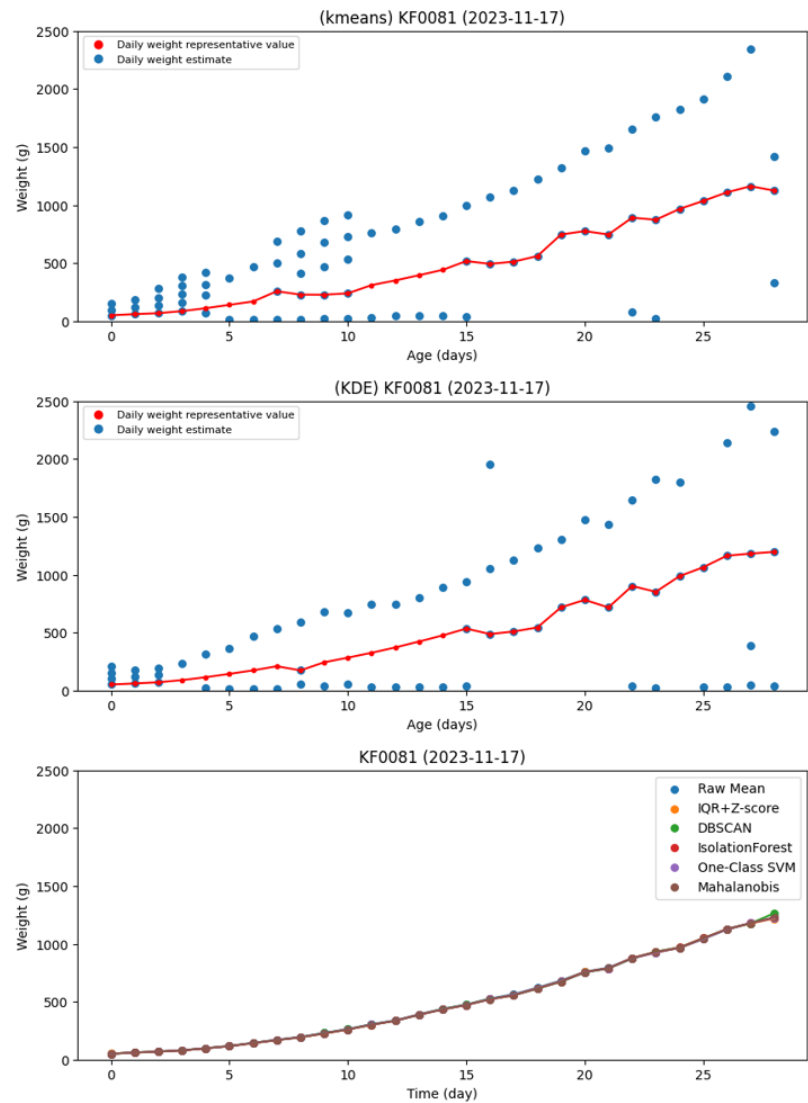 (kmeans) KF0081 (2023-11-17)
Daily weight representative value
Daily weight estimate
2500
2000
1500
1000
500
0
Weight (g)
0 5 10 15 20 25
Age (days)
(KDE) KF0081 (2023-11-17)
Daily weight representative value
Daily weight estimate
2500
2000
1500
1000
500
0
Weight (g)
0 5 10 15 20 25
Age (days)
KF0081 (2023-11-17)
Raw Mean
IQR+Z-score
DBSCAN
IsolationForest
One-Class SVM
Mahalanobis
2500
2000
1500
1000
500
0
Weight (g)
0 5 10 15 20 25
Time (day)